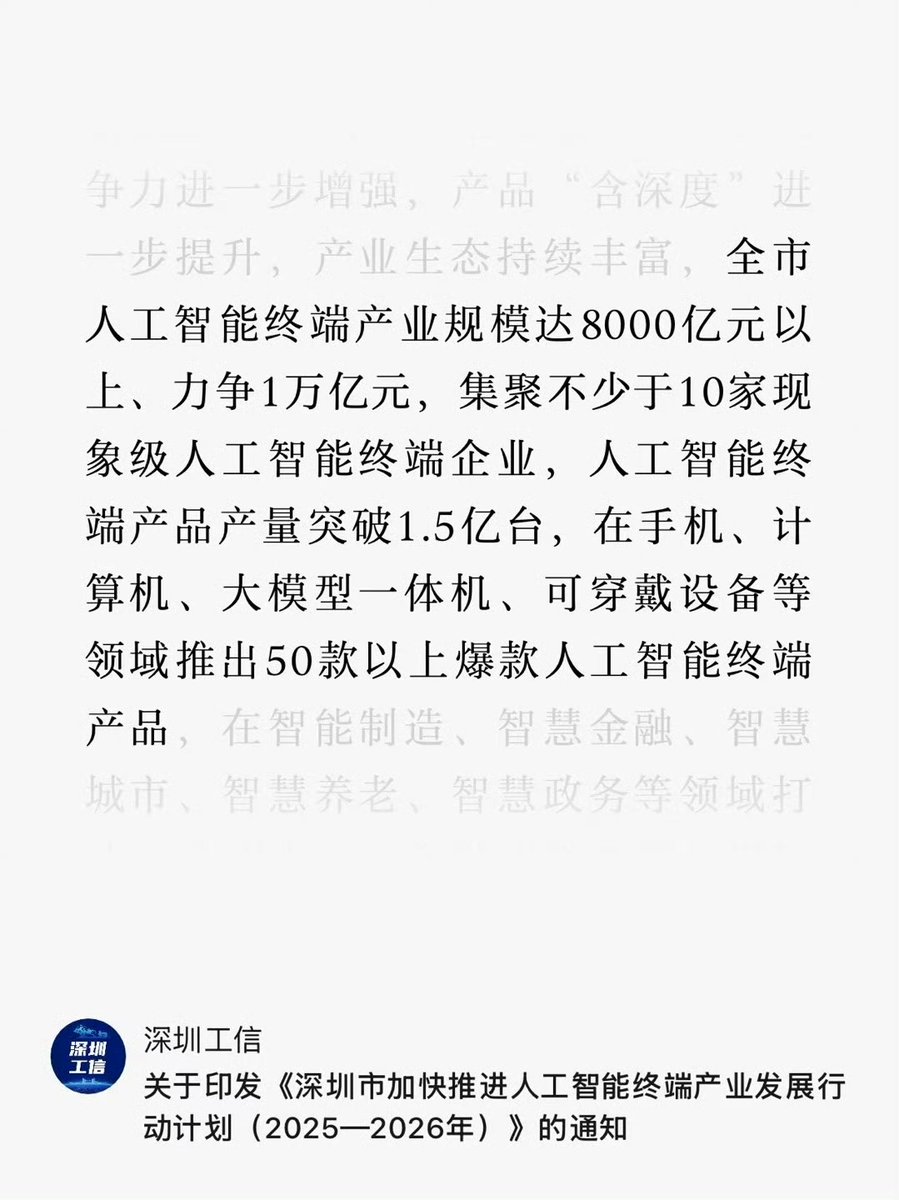 争力进一步增强，产品“含深度”进
一步提升，产业生态持续丰富，全市
人工智能终端产业规模达8000亿元以
上、力争1万亿元，集聚不少于10家现
象级人工智能终端企业，人工智能终
端产品产量突破1.5亿台，在手机、计
算机、大模型一体机、可穿戴设备等
领域推出50款以上爆款人工智能终端
产品，在智能制造、智慧金融、智慧
城市、智慧养老、智慧政务等领域打
深圳
工信
深圳工信
关于印发《深圳市加快推进人工智能终端产业发展行
动计划（2025—2026年）》的通知